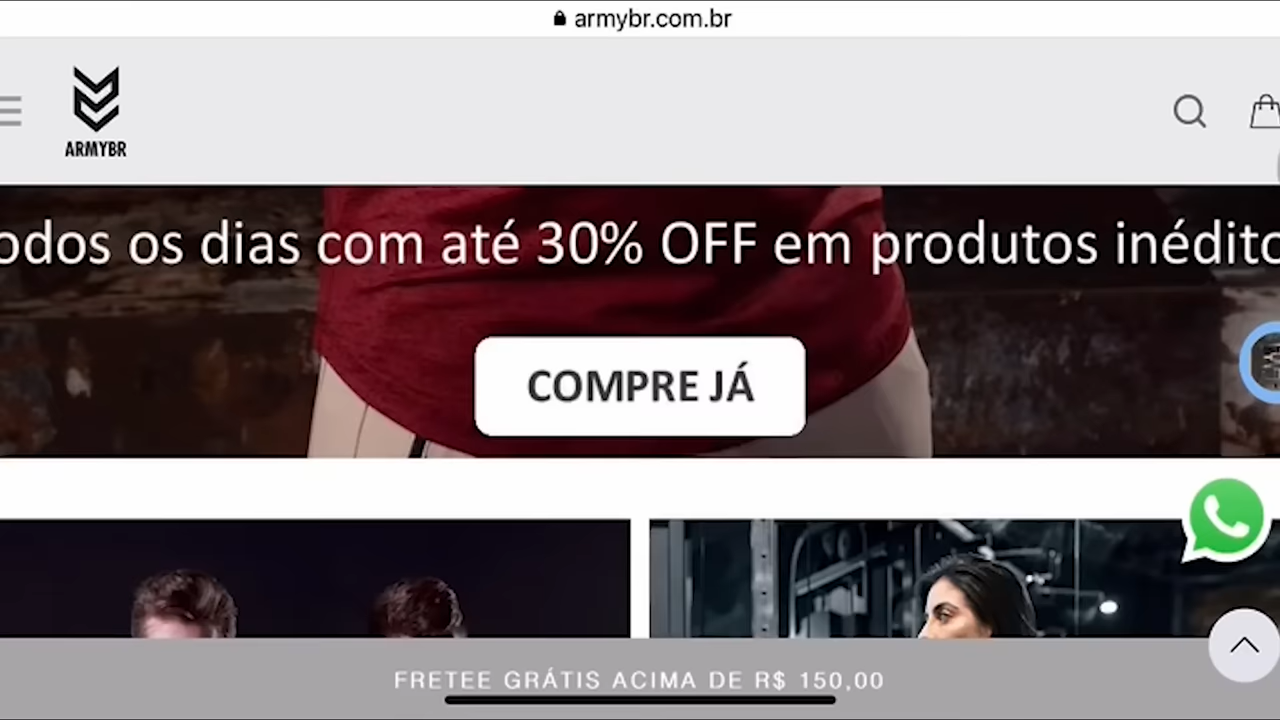 armybr.com.br
ARMYBR
odos os dias com até 30% OFF em produtos inédito
COMPRE JÁ
FRETEE GRÁTIS ACIMA DE R$ 150,00